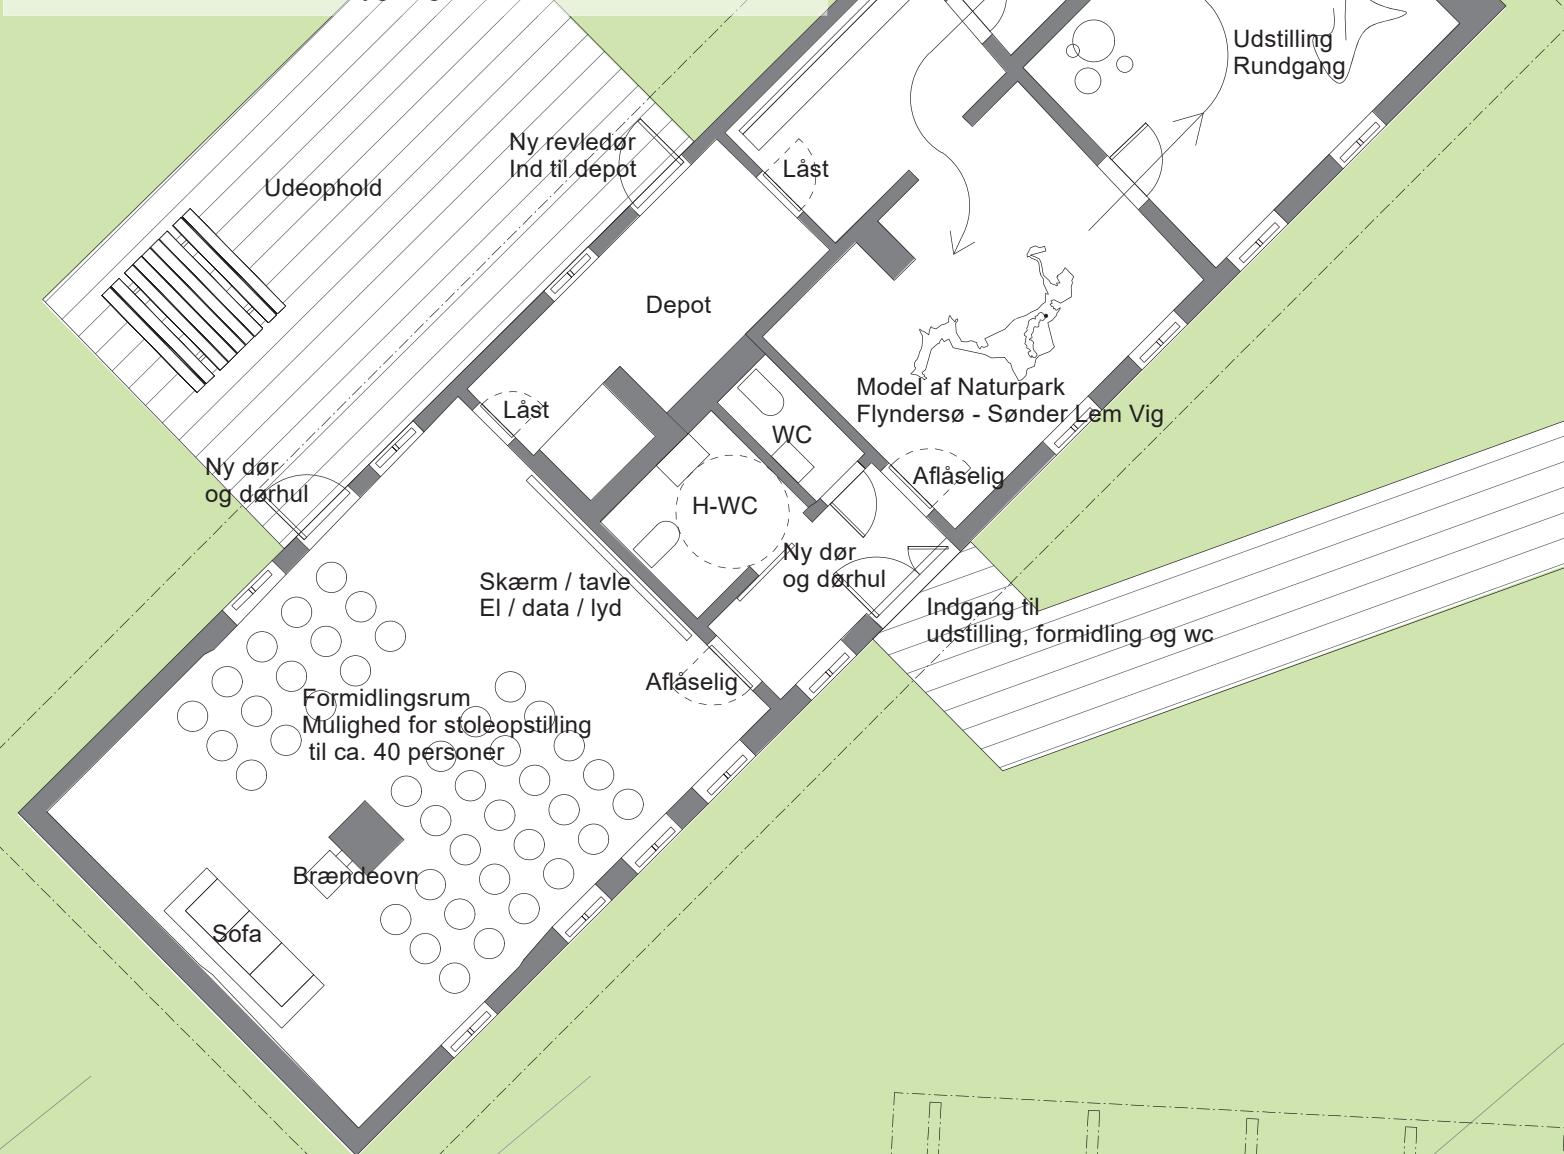 Udstilling
Rundgang
Ny revledør
Ind til depot
Låst
Udeophold
Depot
Model af Naturpark
Flyndersø - Sønder Lem Vig
Låst
WC
Ny dør
og dørhul
Aflåselig
H-WC
Ny dør
og dørhul
Skærm / tavle
El / data / lyd
Indgang til
udstilling, formidling og wc
Aflåselig
Formidlingsrum
Mulighed for stoleopstilling
til ca. 40 personer
Brændeovn
Sofa